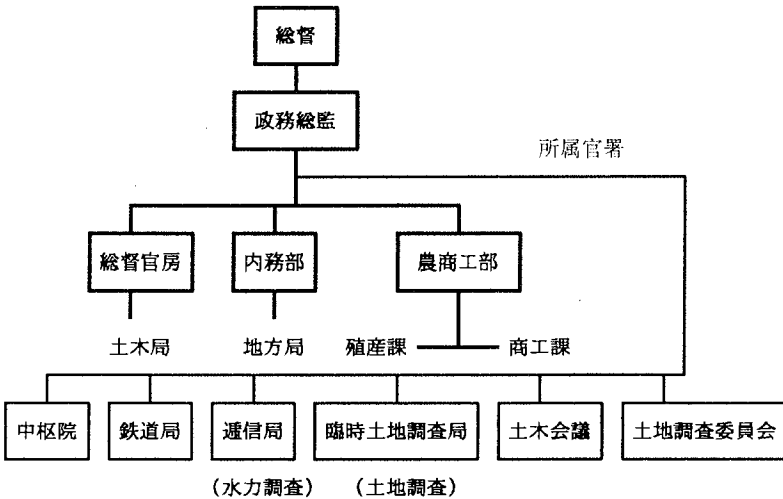 総督
政務総監
所属官署
総督官房 内務部 農商工部
土木局 地方局 殖産課 商工課
中枢院 鉄道局 逓信局 臨時土地調査局 土木会議 土地調査委員会
(水力調査) (土地調査)